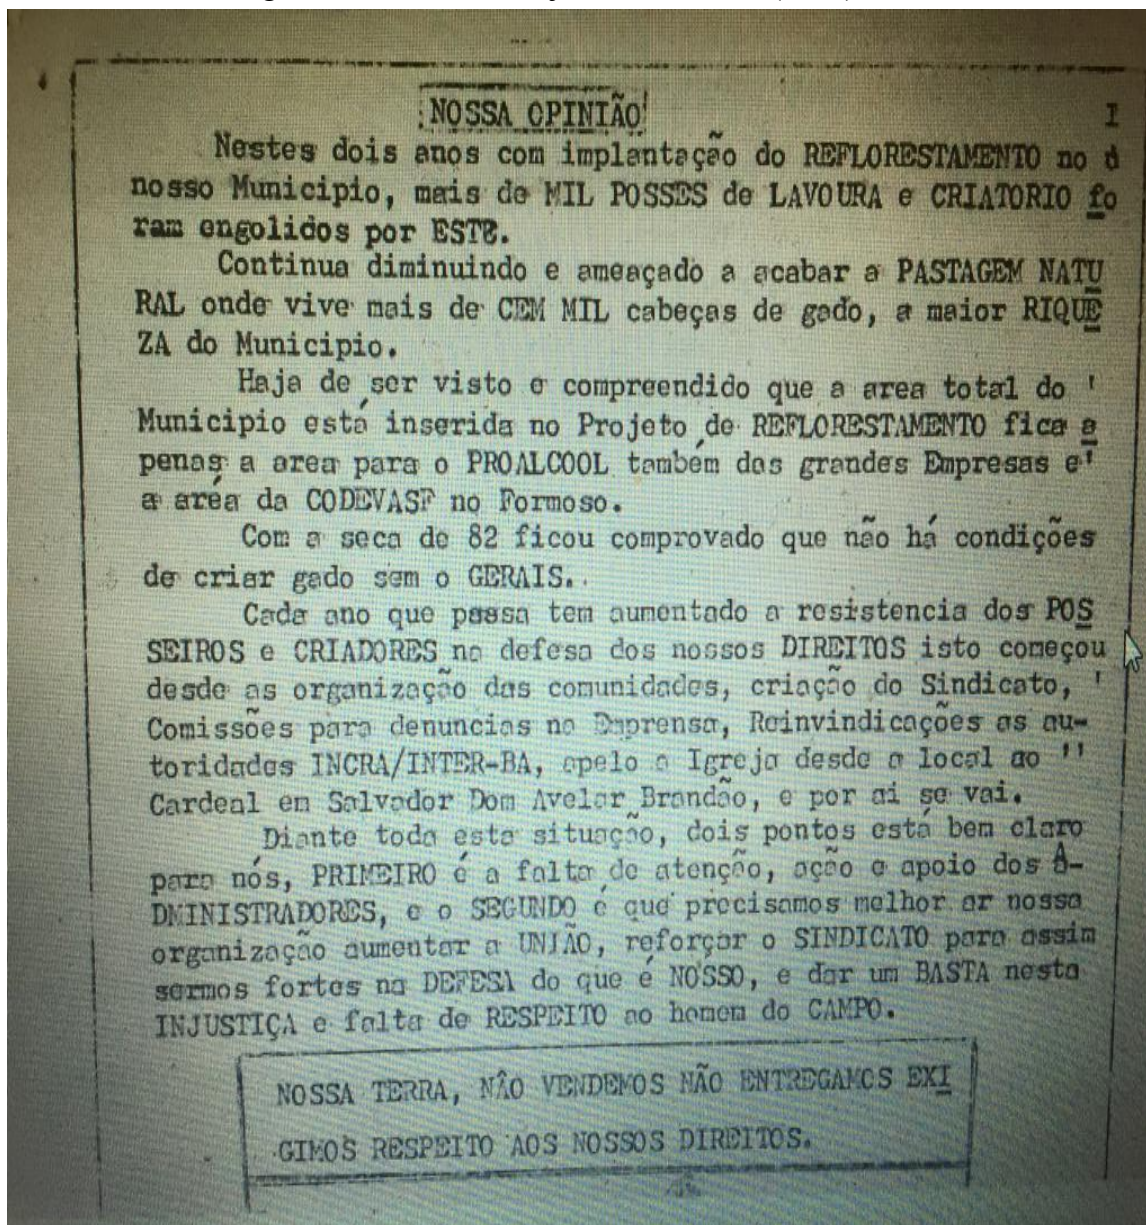 NOSSA OPINIÃO
I
Nestes dois anos com implantação do REFLORESTAMENTO no d
nosso Municipio, mais de MIL POSSES de LAVOURA e CRIATORIO fo
ram engolidos por ESTE.
Continua diminuindo e ameaçado a acabar a PASTAGEM NATU
RAL onde vive mais de CEM MIL cabeças de gado, a maior RIQUE
ZA do Municipio.
Haja de ser visto e compreendido que a area total do '
Municipio está inserida no Projeto de REFLORESTAMENTO fica a
penas a area para o PROALCOOL também das grandes Empresas e'
a aréa da CODEVASF no Formoso.
Com a seca de 82 ficou comprovado que não há condições
de criar gado sem o GERAIS.
Cada ano que passa tem aumentado a resistencia dos POS
SEIROS e CRIADORES na defesa dos nossos DIREITOS isto começou
desde as organização das comunidades, criação do Sindicato, '
Comissões para denuncias na Emprensa, Reinvindicações as au-
toridades INCRA/INTER-BA, apelo a Igreja desde a local ao ''
Cardeal em Salvador Dom Avelar Brandão, e por ai se vai.
Diante toda esta situação, dois pontos está bem claro
para nós, PRIMEIRO é a falta de atenção, ação e apoio dos A-
DMINISTRADORES, e o SEGUNDO é que precisamos melhor ar nossa
organização aumentar a UNIÃO, reforçar o SINDICATO para assim
sermos fortes na DEFESA do que é NOSSO, e dar um BASTA nesta
INJUSTIÇA e falta de RESPEITO ao homem do CAMPO.
NOSSA TERRA, NÂO VENDEMOS NÃO ENTREGAMOS EXI
GIMOS RESPEITO AOS NOSSOS DIREITOS.